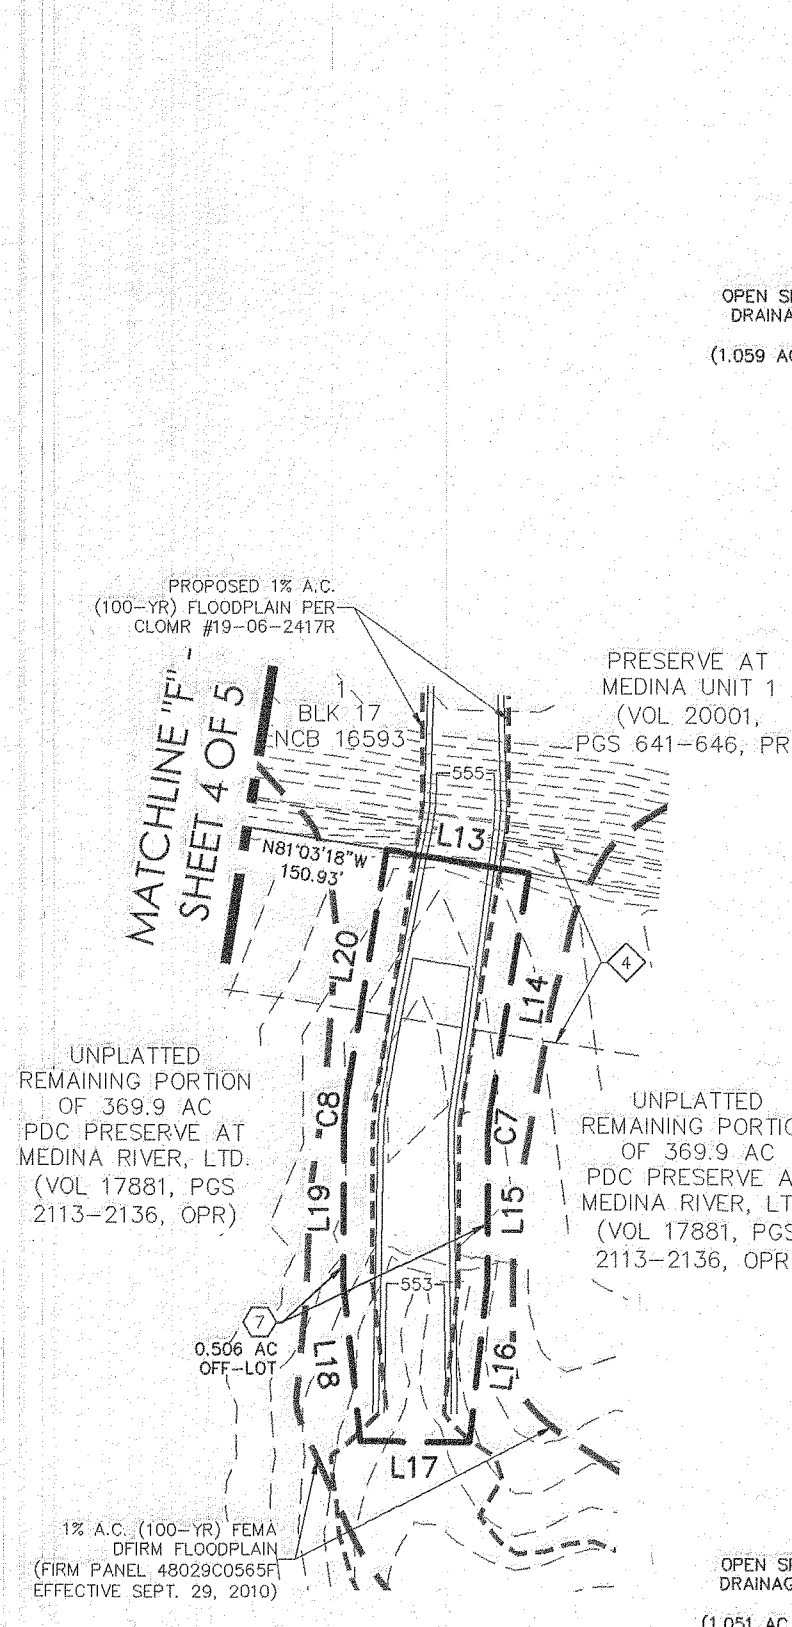 OPEN
DRAINA
(1.059 AC
PROPOSED 1% A.C.
(100-YR) FLOODPLAIN PER
CLOMR #19-06-2417R
MATCHLINE "F" -
SHEET 4 OF 5
1
BLK 17
NCB 16593
PRESERVE AT
MEDINA UNIT 1
(VOL 20001,
PGS 641-646, PR
555
L13
N81°03'18"W
150.93'
L20
L14
4
UNPLATTED
REMAINING PORTION
OF 369.9 AC
PDC PRESERVE AT
MEDINA RIVER, LTD.
(VOL 17881, PGS
2113-2136, OPR)
C8
C7
UNPLATTED
REMAINING PORTIO
OF 369.9 AC
PDC PRESERVE A
MEDINA RIVER, LT
(VOL 17881, PGS
2113-2136, OPR
L19
L15
553
7
0.506 AC
OFF-LOT
L18
L16
L17
1% A.C. (100-YR) FEMA
DFIRM FLOODPLAIN
(FIRM PANEL 48029C0565F
EFFECTIVE SEPT. 29, 2010)
OPEN
DRAINAG
(1.051 AC